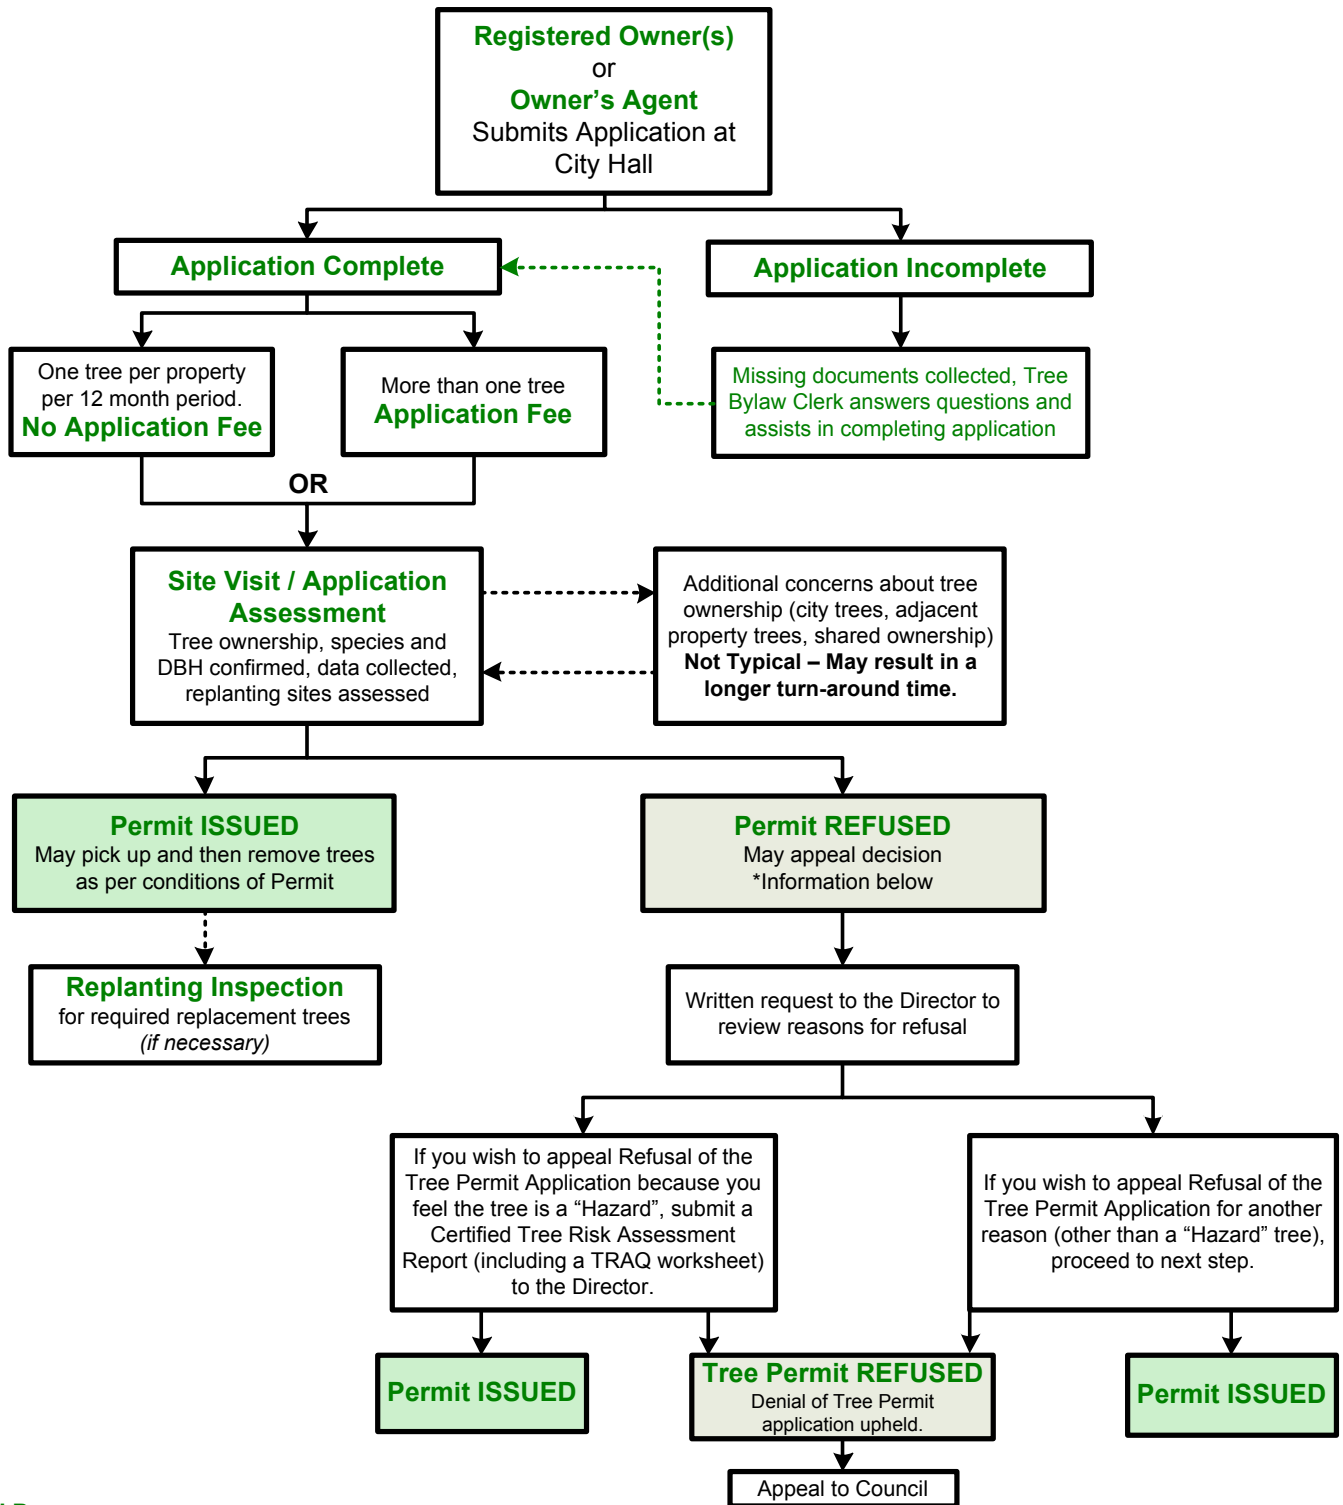 Registered Owner(s)
or
Owner's Agent
Submits Application at
City Hall
Application Complete
Application Incomplete
One tree per property
per 12 month period.
No Application Fee
More than one tree
Application Fee
Missing documents collected, Tree
Bylaw Clerk answers questions and
assists in completing application
OR
Site Visit / Application
Assessment
Tree ownership, species and
DBH confirmed, data collected,
replanting sites assessed
Additional concerns about tree
ownership (city trees, adjacent
property trees, shared ownership)
Not Typical – May result in a
longer turn-around time.
Permit ISSUED
May pick up and then remove trees
as per conditions of Permit
Permit REFUSED
May appeal decision
*Information below
Replanting Inspection
for required replacement trees
(if necessary)
Written request to the Director to
review reasons for refusal
If you wish to appeal Refusal of the
Tree Permit Application because you
feel the tree is a “Hazard”, submit a
Certified Tree Risk Assessment
Report (including a TRAQ worksheet)
to the Director.
If you wish to appeal Refusal of the
Tree Permit Application for another
reason (other than a “Hazard” tree),
proceed to next step.
Permit ISSUED
Tree Permit REFUSED
Denial of Tree Permit
application upheld.
Permit ISSUED
Appeal to Council